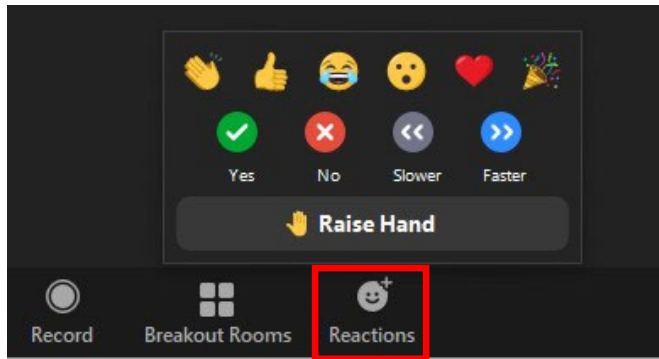 Yes No Slower Faster
Raise Hand
Record Breakout Rooms Reactions